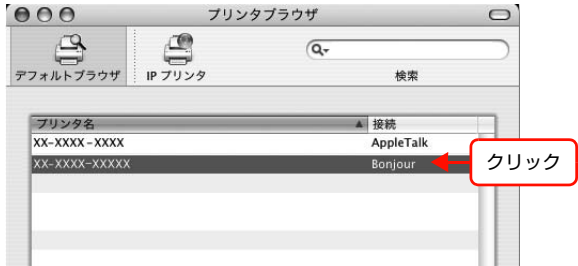 プリンタブラウザ
デフォルトブラウザ IP プリンタ 検索
プリンタ名 接続
XX-XXXX-XXXX AppleTalk
XX-XXXX-XXXXX Bonjour
クリック